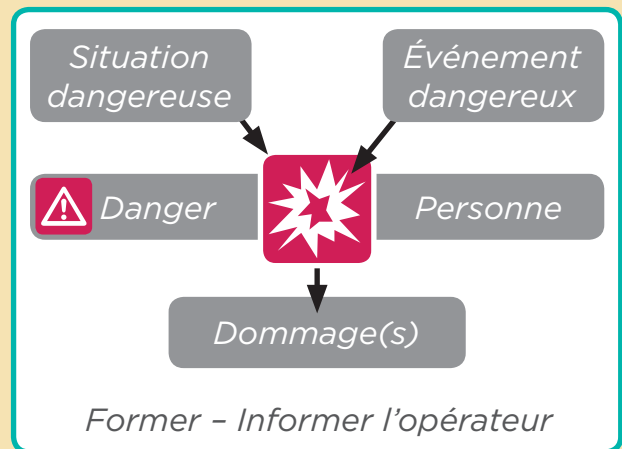 Situation
dangereuse
Événement
dangereux
Danger
Personne
Dommage(s)
Former – Informer l'opérateur